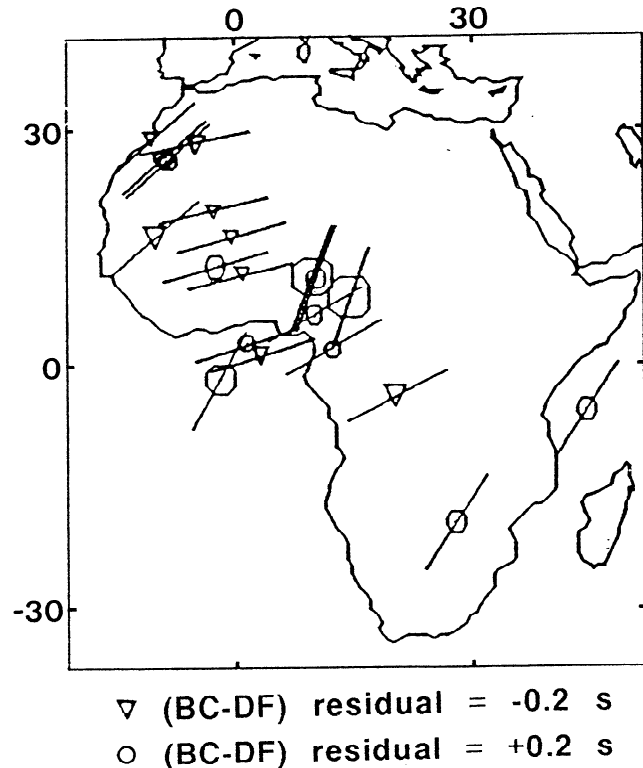 0 30
30
0
-30
▽ (BC-DF) residual = -0.2 s
○ (BC-DF) residual = +0.2 s